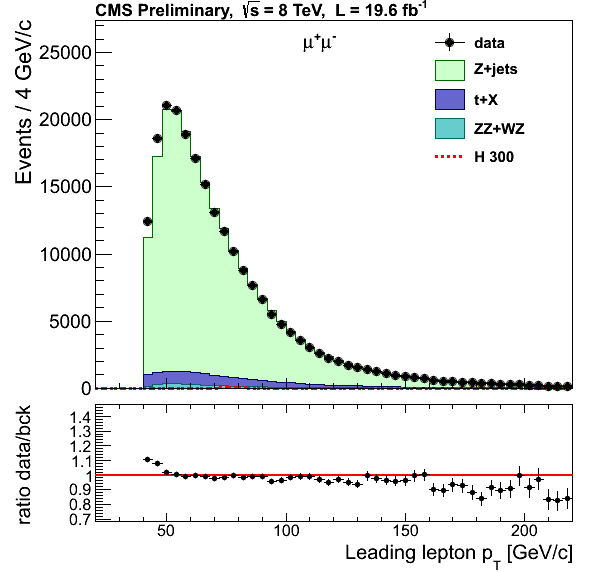 CMS Preliminary, √s = 8 TeV, L = 19.6 fb⁻¹
μ⁺μ⁻
data
Z+jets
t+X
ZZ+WZ
H 300
Events / 4 GeV/c
25000
20000
15000
10000
5000
0
ratio data/bck
1.4
1.3
1.2
1.1
1
0.9
0.8
0.7
50
100
150
200
Leading lepton p_T [GeV/c]